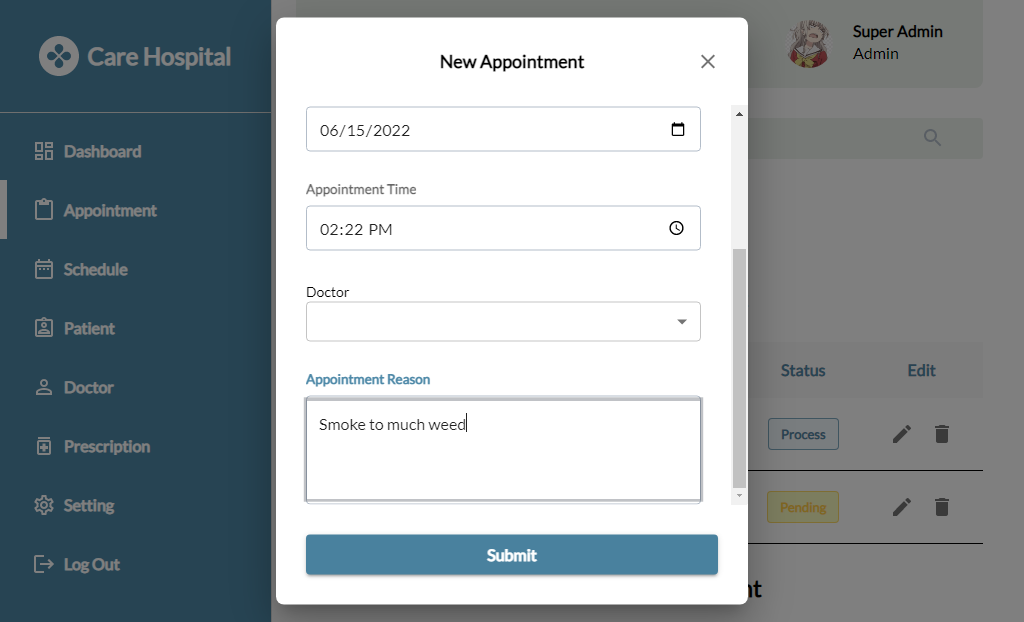 Care Hospital
Dashboard
Appointment
Schedule
Patient
Doctor
Prescription
Setting
Log Out
Super Admin
Admin
New Appointment
06/15/2022
Appointment Time
02:22 PM
Doctor
Appointment Reason
Smoke to much weed
Submit
Status Edit
Process
Pending